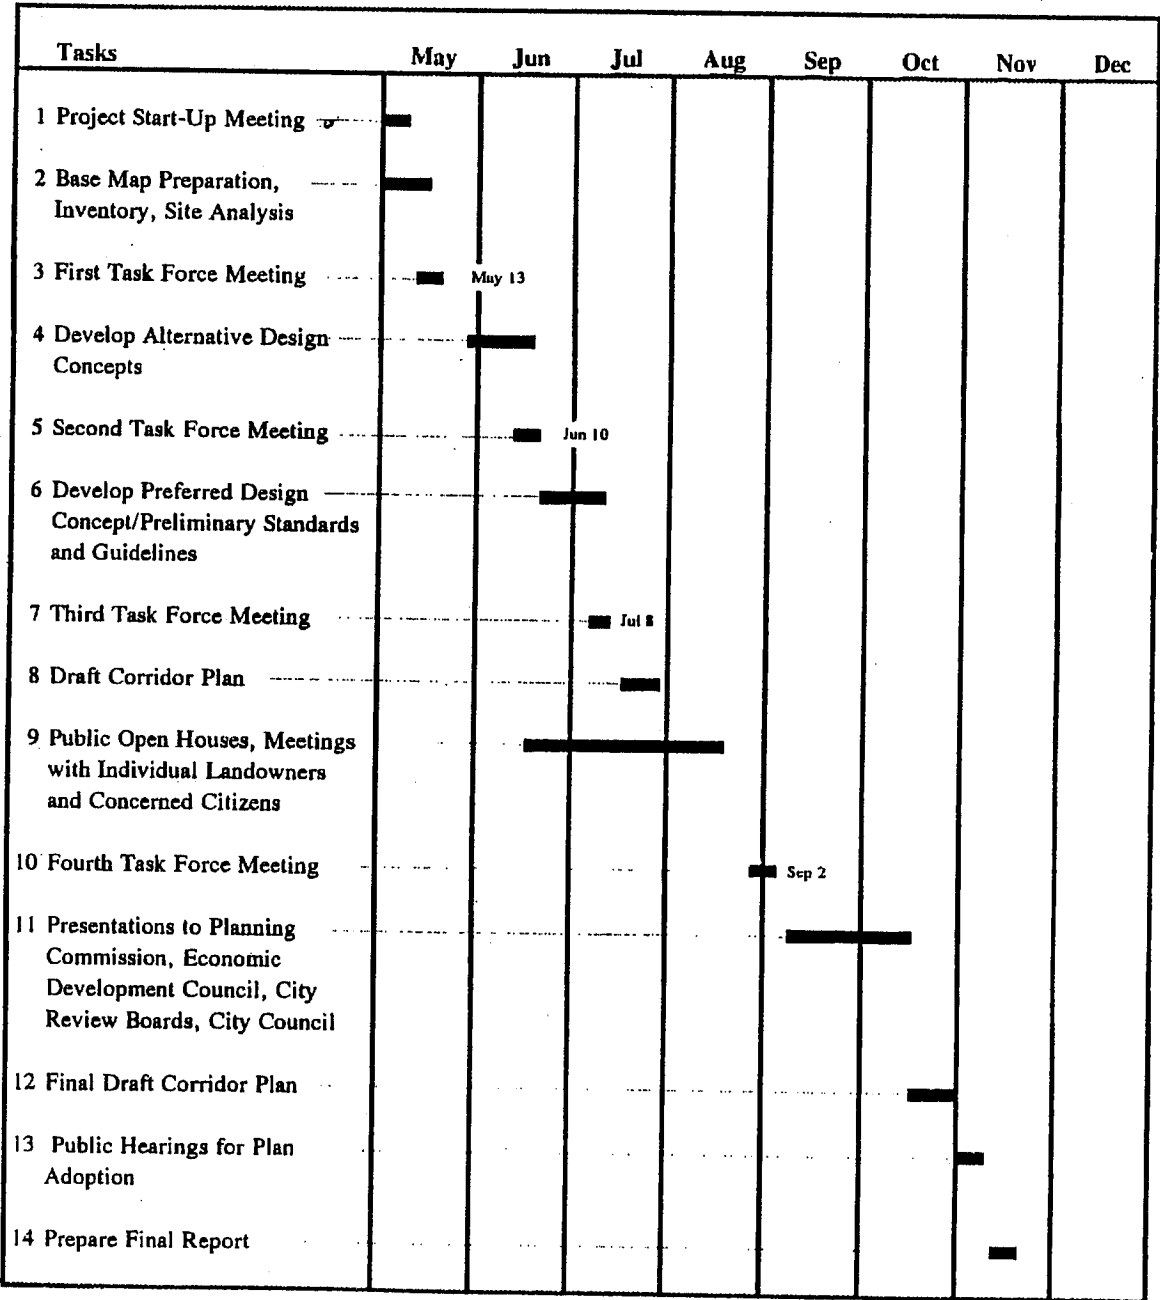 Tasks May Jun Jul Aug Sep Oct Nov Dec
1 Project Start-Up Meeting
2 Base Map Preparation,
Inventory, Site Analysis
3 First Task Force Meeting May 13
4 Develop Alternative Design
Concepts
5 Second Task Force Meeting Jun 10
6 Develop Preferred Design
Concept/Preliminary Standards
and Guidelines
7 Third Task Force Meeting Jul 8
8 Draft Corridor Plan
9 Public Open Houses, Meetings
with Individual Landowners
and Concerned Citizens
10 Fourth Task Force Meeting Sep 2
11 Presentations to Planning
Commission, Economic
Development Council, City
Review Boards, City Council
12 Final Draft Corridor Plan
13 Public Hearings for Plan
Adoption
14 Prepare Final Report